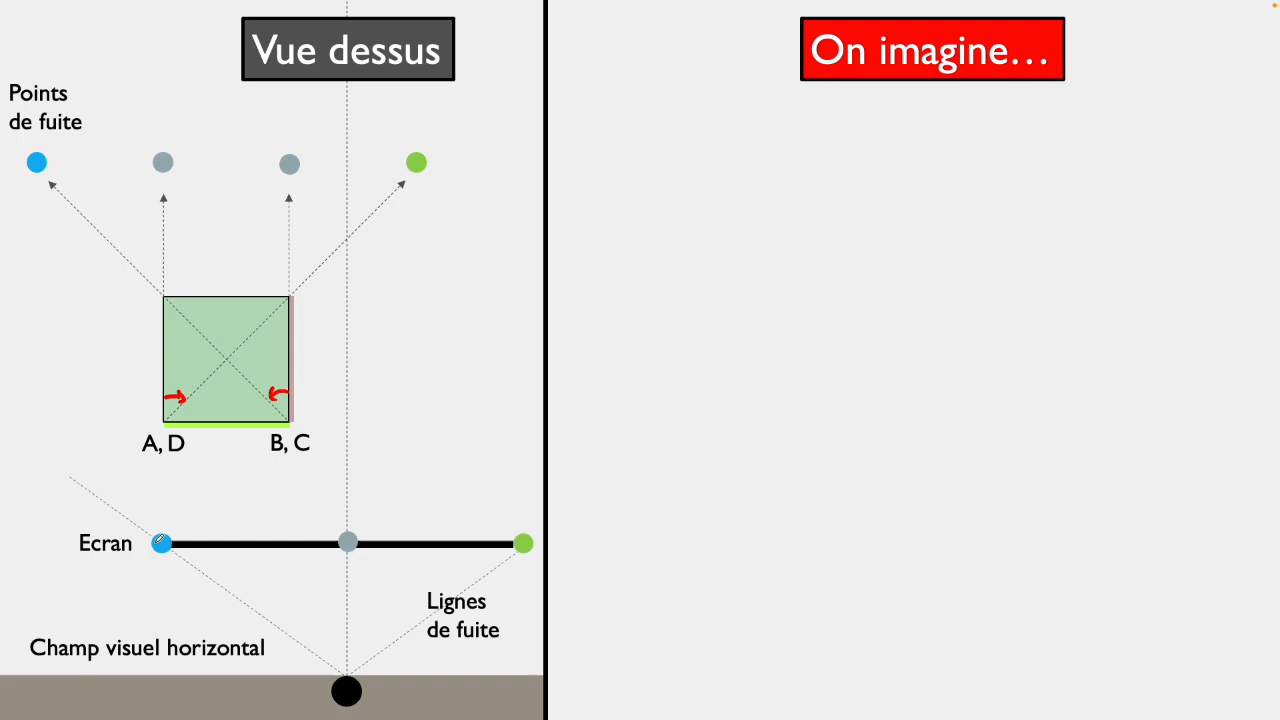 Vue dessus
On imagine…
Points
de fuite
A, D
B, C
Ecran
Lignes
de fuite
Champ visuel horizontal